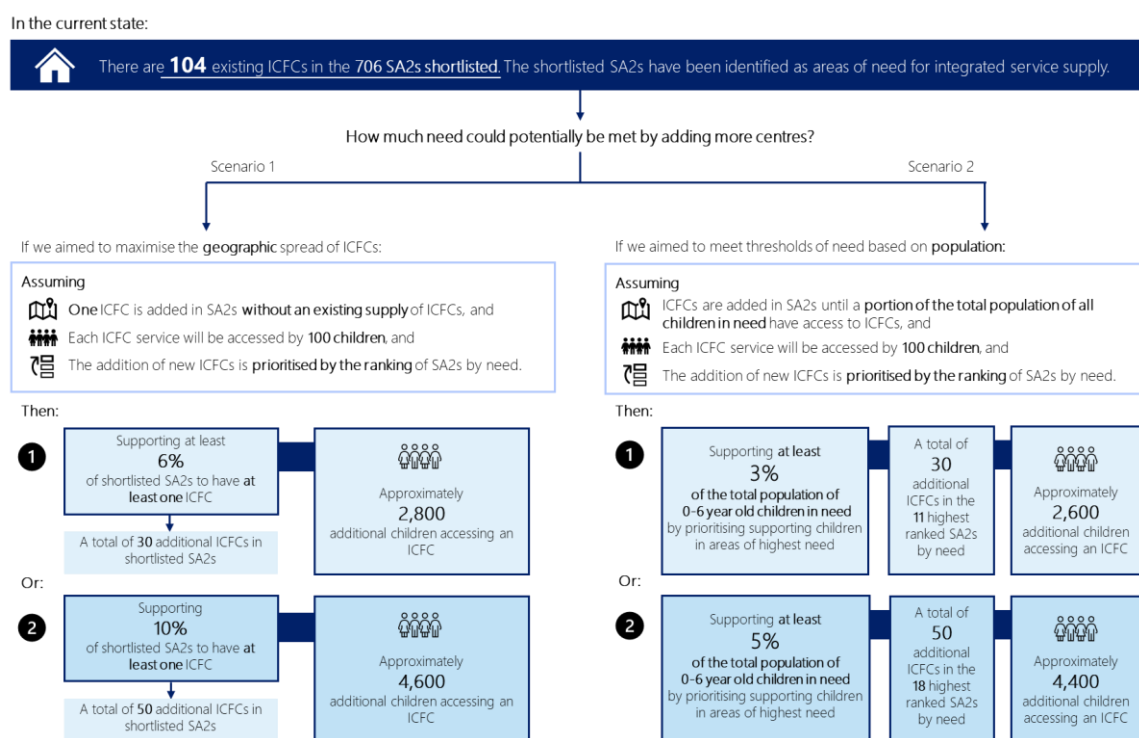 In the current state:
There are 104 existing ICFCs in the 706 SA2s shortlisted. The shortlisted SA2s have been identified as areas of need for integrated service supply.
How much need could potentially be met by adding more centres?
Scenario 1
If we aimed to maximise the geographic spread of ICFCs:
Assuming
One ICFC is added in SA2s without an existing supply of ICFCs, and
Each ICFC service will be accessed by 100 children, and
The addition of new ICFCs is prioritised by the ranking of SA2s by need.
Then:
1
Supporting at least
6%
of shortlisted SA2s to have at
least one ICFC
A total of 30 additional ICFCs in
shortlisted SA2s
Approximately
2,800
additional children accessing an
ICFC
Or:
2
Supporting
10%
of shortlisted SA2s to have at
least one ICFC
A total of 50 additional ICFCs in
shortlisted SA2s
Approximately
4,600
additional children accessing an
ICFC
Scenario 2
If we aimed to meet thresholds of need based on population:
Assuming
ICFCs are added in SA2s until a portion of the total population of all
children in need have access to ICFCs, and
Each ICFC service will be accessed by 100 children, and
The addition of new ICFCs is prioritised by the ranking of SA2s by need.
Then:
1
Supporting at least
3%
of the total population of
0-6 year old children in need
by prioritising supporting children
in areas of highest need
A total of
30
additional
ICFCs in the
11 highest
ranked SA2s
by need
Approximately
2,600
additional children
accessing an ICFC
Or:
2
Supporting at least
5%
of the total population of
0-6 year old children in need
by prioritising supporting children
in areas of highest need
A total of
50
additional
ICFCs in the
18 highest
ranked SA2s
by need
Approximately
4,400
additional children
accessing an ICFC